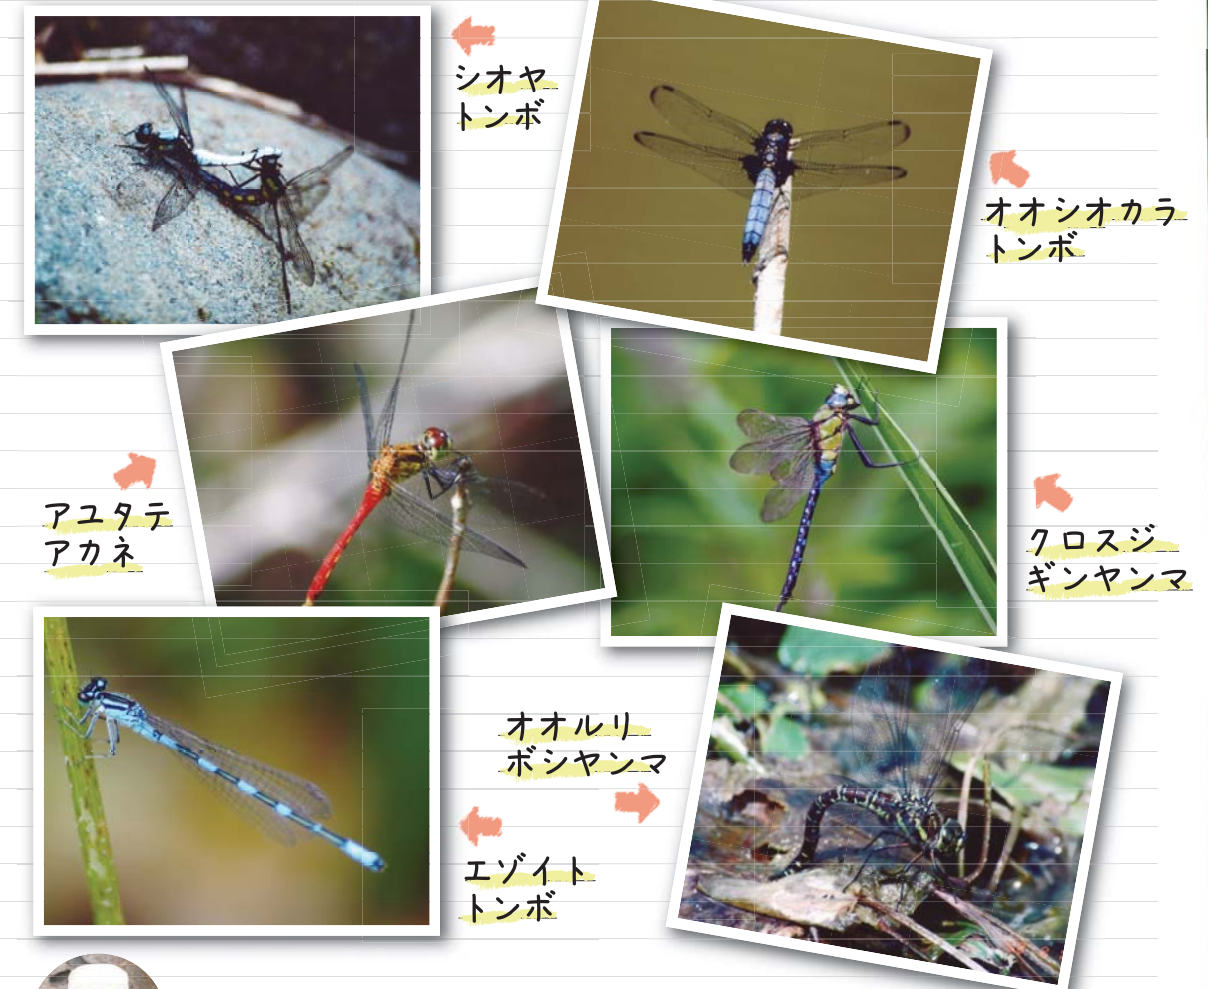 シオヤ
トンボ
オオシオカラ
トンボ
アユタテ
アカネ
クロスジ
ギンヤンマ
オオルリ
ボシヤンマ
エゾイト
トンボ